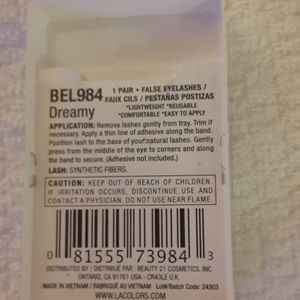 BEL984
Dreamy
1 PAIR • FALSE EYELASHES /
FAUX CILS / PESTAÑAS POSTIZAS
*LIGHTWEIGHT *REUSABLE
*COMFORTABLE *EASY TO APPLY
APPLICATION: Remove lashes gently from tray. Trim if
necessary. Apply a thin line of adhesive along the band.
Position lash to the base of your natural lashes. Gently
press from the middle of the eye to corners and along
the band to secure. (Adhesive not included.)
LASH: SYNTHETIC FIBERS.
CAUTION: KEEP OUT OF REACH OF CHILDREN.
IF IRRITATION OCCURS, DISCONTINUE USE AND
CONTACT A PHYSICIAN. DO NOT USE NEAR FLAME
0 81555 73984 3
DISTRIBUTED BY / DISTRIBUÉ PAR : BEAUTY 21 COSMETICS, INC.
ONTARIO, CA 91761 USA - CR43LE U.K.
MADE IN VIETNAM / FABRIQUÉ AU VIETNAM Lot#/Batch Code: 24303
WWW.LACOLORS.COM